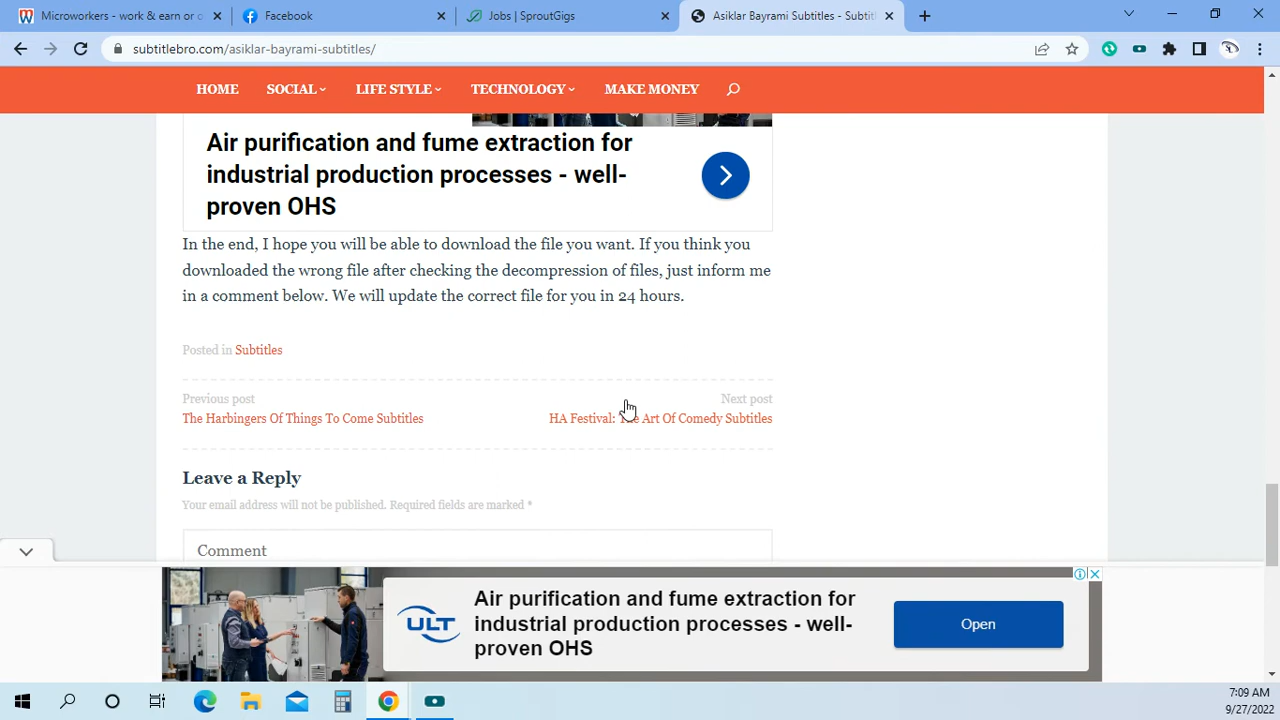 Microworkers - work & earn or o
Facebook
Jobs | SproutGigs
Asiklar Bayrami Subtitles - Subtit
subtitlebro.com/asiklar-bayrami-subtitles/
HOME SOCIAL LIFE STYLE TECHNOLOGY MAKE MONEY
Air purification and fume extraction for
industrial production processes - well-
proven OHS
In the end, I hope you will be able to download the file you want. If you think you
downloaded the wrong file after checking the decompression of files, just inform me
in a comment below. We will update the correct file for you in 24 hours.
Posted in Subtitles
Previous post
The Harbingers Of Things To Come Subtitles
Next post
HA Festival: The Art Of Comedy Subtitles
Leave a Reply
Your email address will not be published. Required fields are marked *
Comment
ULT
Air purification and fume extraction for
industrial production processes - well-
proven OHS
Open
7:09 AM
9/27/2022